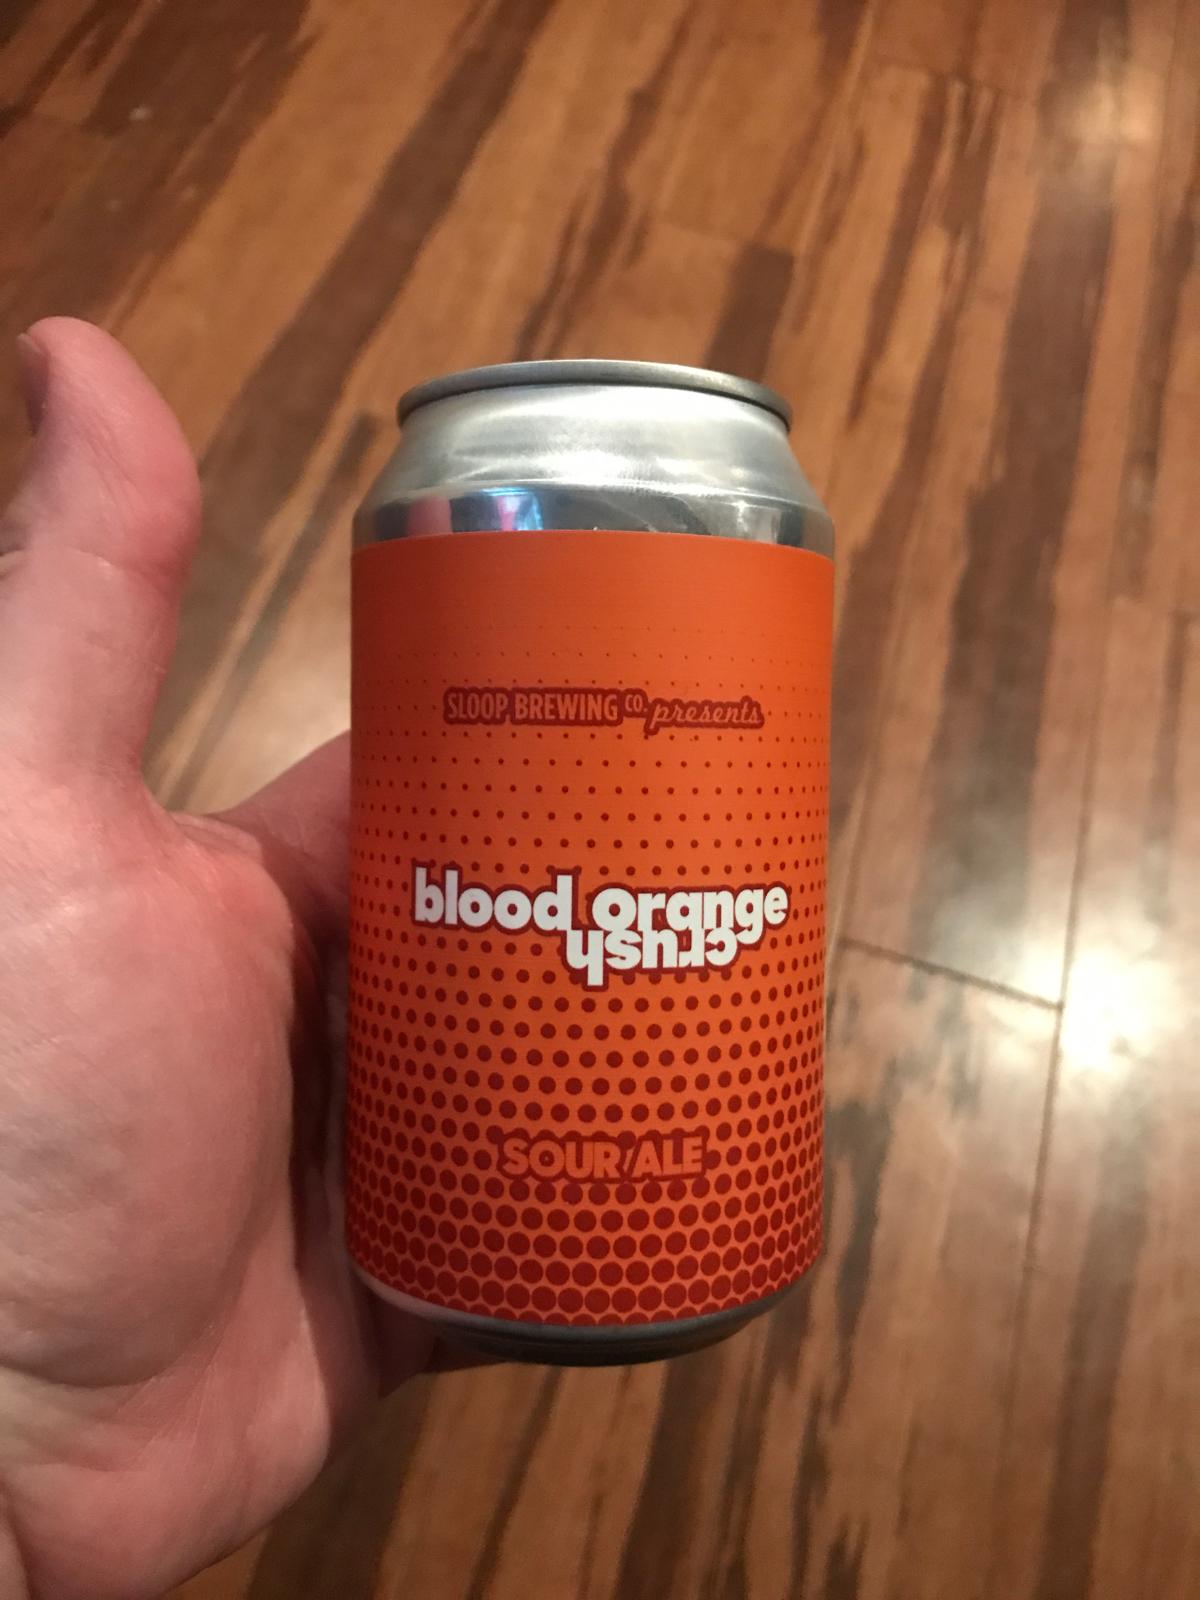 SLOOP BREWING CO. presents
blood orange
crush
SOUR ALE